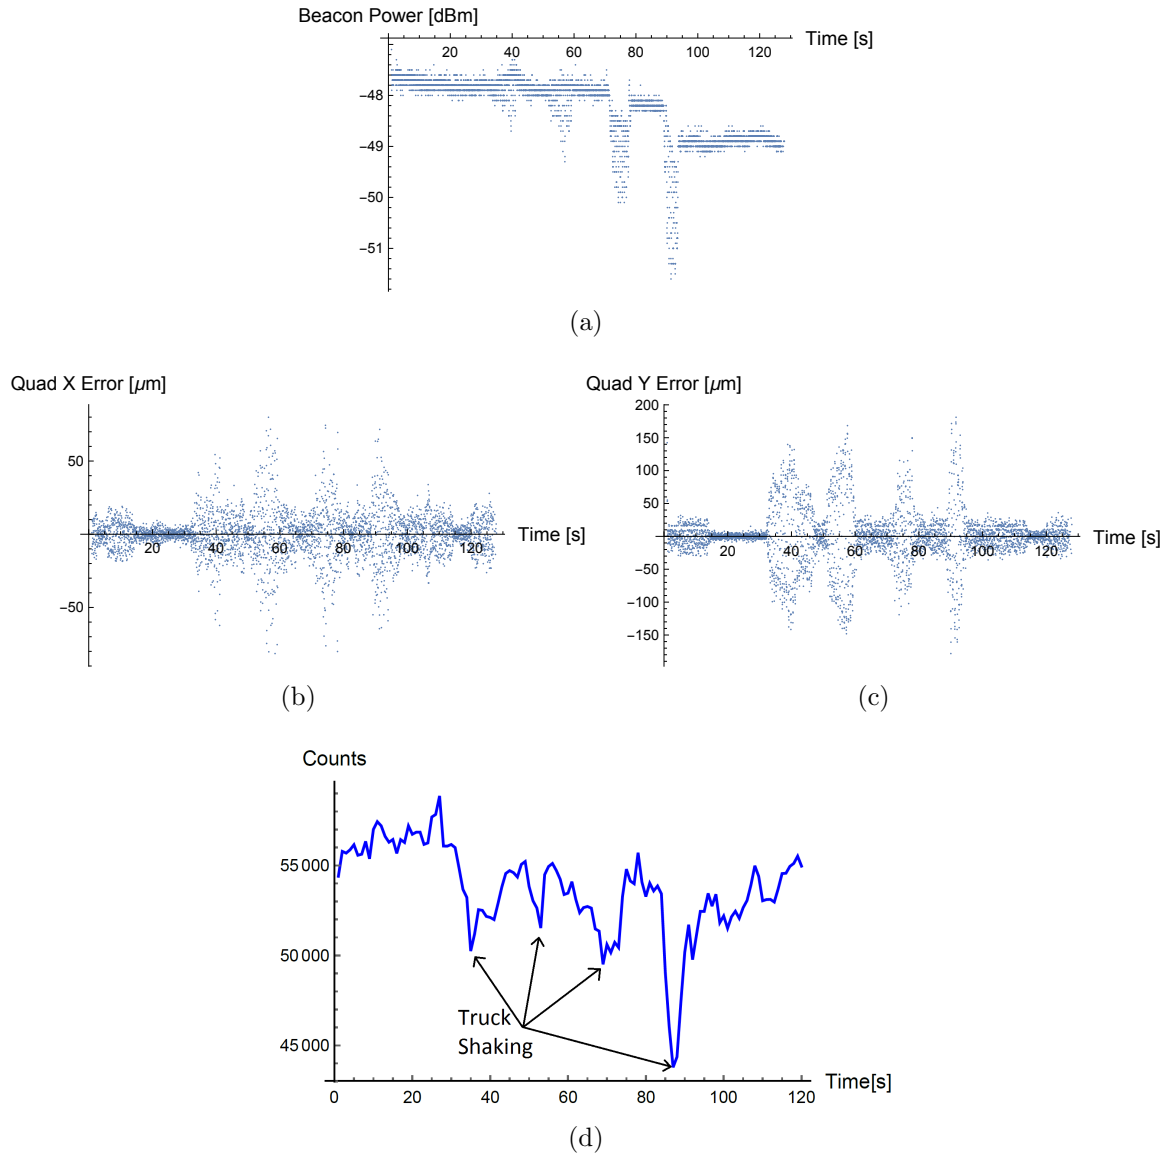 Beacon Power [dBm]
Time [s]
20 40 60 80 100 120
−48
−49
−50
−51
(a)
Quad X Error [μm]
50
−50
20 40 60 80 100 120
Time [s]
(b)
Quad Y Error [μm]
200
150
100
50
−50
−100
−150
20 40 60 80 100 120
Time [s]
(c)
Counts
55 000
50 000
45 000
Truck
Shaking
0 20 40 60 80 100 120
Time[s]
(d)